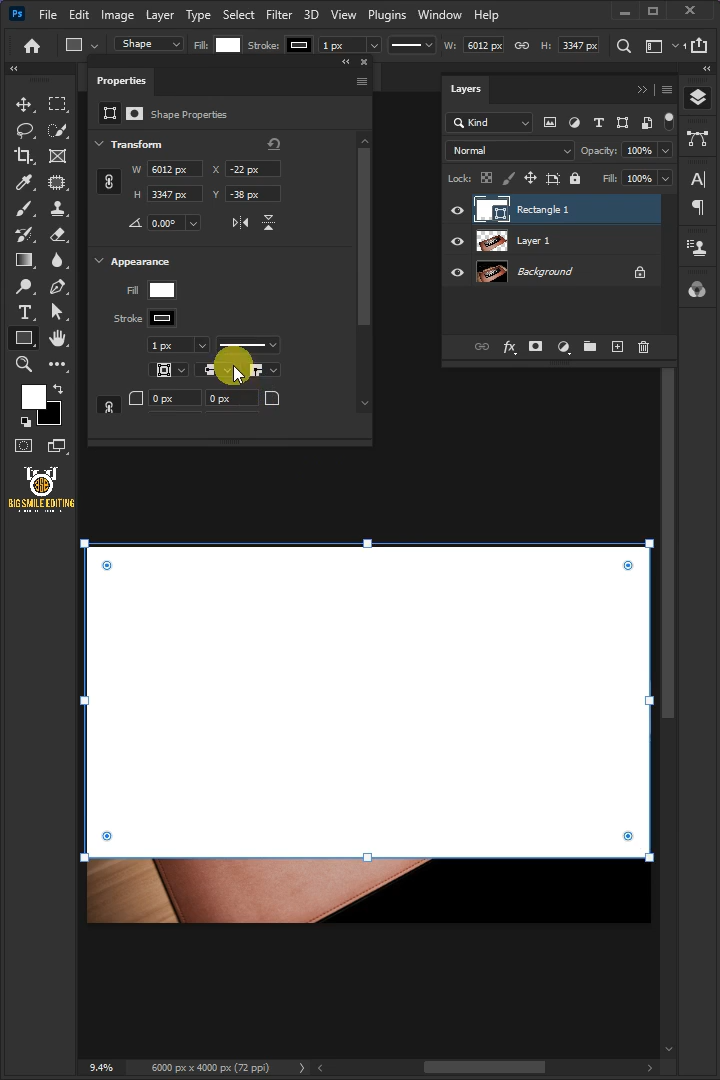 Ps File Edit Image Layer Type Select Filter 3D View Plugins Window Help
Shape Fill: Stroke: 1 px W: 6012 px H: 3347 px
Properties
Shape Properties
Transform
W 6012 px X -22 px
H 3347 px Y -38 px
0.00°
Appearance
Fill
Stroke
1 px
0 px 0 px
Layers
Kind
Normal Opacity: 100%
Lock: Fill: 100%
Rectangle 1
Layer 1
Background
fx
BIG SMILE EDITING
9.4% 6000 px x 4000 px (72 ppi)